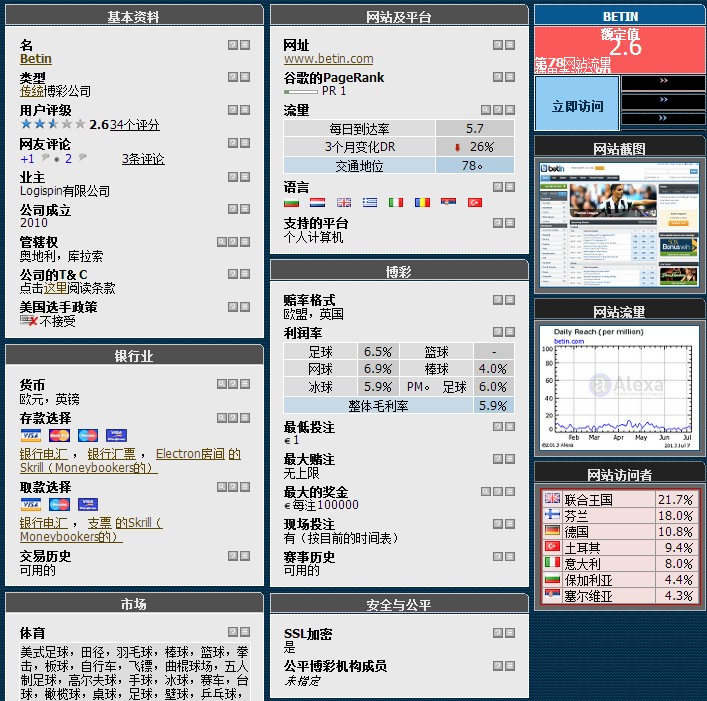 基本资料
名
Betin
类型
传统博彩公司
用户评级
2.6 34个评分
网友评论
+1 • 2 3条评论
业主
Logispin有限公司
公司成立
2010
管辖权
奥地利，库拉索
公司的T& C
点击这里阅读条款
美国选手政策
不接受
银行业
货币
欧元，英镑
存款选择
VISA VISA
银行电汇 ， 银行汇票 ， Electron房间 的
Skrill（Moneybookers的）
取款选择
VISA VISA
银行电汇 ， 支票 的Skrill（
Moneybookers的）
交易历史
可用的
市场
体育
美式足球，田径，羽毛球，棒球，篮球，拳
击，板球，自行车，飞镖，曲棍球场，五人
制足球，高尔夫球，手球，冰球，赛车，台
球，橄榄球，桌球，足球，壁球，乒乓球，
网站及平台
网址
www.betin.com
谷歌的PageRank
PR 1
流量
每日到达率 5.7
3个月变化DR 26%
交通地位 78。
语言
支持的平台
个人计算机
博彩
赔率格式
欧盟，英国
利润率
足球 6.5% 篮球 -
网球 6.9% 棒球 4.0%
冰球 5.9% PM。 足球 6.0%
整体毛利率 5.9%
最低投注
€ 1
最大赌注
无上限
最大的奖金
€ 每注100000
现场投注
有（按目前的时间表）
赛事历史
可用的
安全与公平
SSL加密
是
公平博彩机构成员
未指定
BETIN
额定值
2.6
第78网站流量
立即访问
»
»
»
网站截图
betin
网站流量
Daily Reach (per million)
betin.com
100
80
60
40
20
0
Alexa
Feb Mar Apr May Jun Jul
©2013 Alexa 2013 Jul 7
网站访问者
联合王国 21.7%
芬兰 18.0%
德国 10.8%
土耳其 9.4%
意大利 8.0%
保加利亚 4.4%
塞尔维亚 4.3%